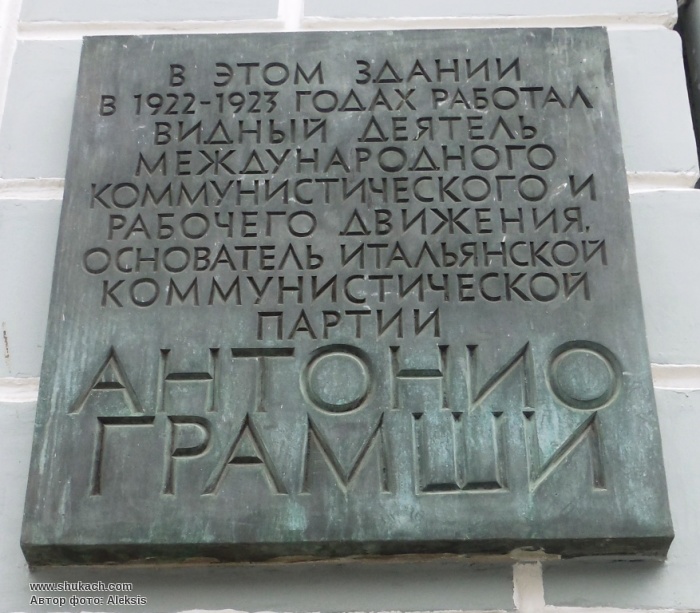 В ЭТОМ ЗДАНИИ
В 1922-1923 ГОДАХ РАБОТАЛ
ВИДНЫЙ ДЕЯТЕЛЬ
МЕЖДУНАРОДНОГО
КОММУНИСТИЧЕСКОГО И
РАБОЧЕГО ДВИЖЕНИЯ,
ОСНОВАТЕЛЬ ИТАЛЬЯНСКОЙ
КОММУНИСТИЧЕСКОЙ
ПАРТИИ
АНТОНИО
ГРАМШИ
www.shukach.com
Автор фото: Aleksis